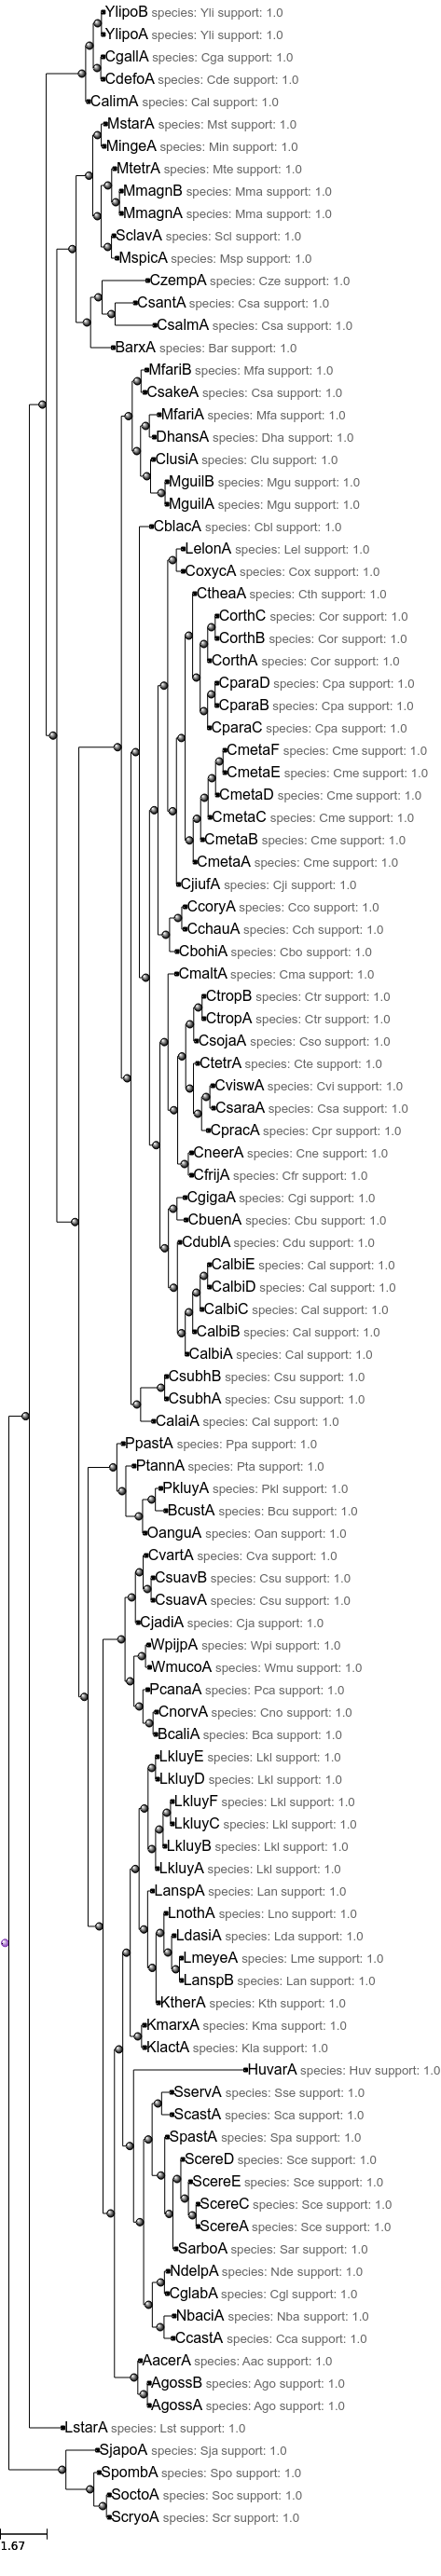 YlipoB species: Yli support: 1.0
YlipoA species: Yli support: 1.0
CgallA species: Cga support: 1.0
CdefoA species: Cde support: 1.0
CalimA species: Cal support: 1.0
MstarA species: Mst support: 1.0
MingeA species: Min support: 1.0
MtetrA species: Mte support: 1.0
MmagnB species: Mma support: 1.0
MmagnA species: Mma support: 1.0
SclavA species: Scl support: 1.0
MspicA species: Msp support: 1.0
CzempA species: Cze support: 1.0
CsantA species: Csa support: 1.0
CsalmA species: Csa support: 1.0
BarxA species: Bar support: 1.0
MfariB species: Mfa support: 1.0
CsakeA species: Csa support: 1.0
MfariA species: Mfa support: 1.0
DhansA species: Dha support: 1.0
ClusiA species: Clu support: 1.0
MguilB species: Mgu support: 1.0
MguilA species: Mgu support: 1.0
CblacA species: Cbl support: 1.0
LelonA species: Lel support: 1.0
CoxycA species: Cox support: 1.0
CtheaA species: Cth support: 1.0
CorthC species: Cor support: 1.0
CorthB species: Cor support: 1.0
CorthA species: Cor support: 1.0
CparaD species: Cpa support: 1.0
CparaB species: Cpa support: 1.0
CparaC species: Cpa support: 1.0
CmetaF species: Cme support: 1.0
CmetaE species: Cme support: 1.0
CmetaD species: Cme support: 1.0
CmetaC species: Cme support: 1.0
CmetaB species: Cme support: 1.0
CmetaA species: Cme support: 1.0
CjiufA species: Cji support: 1.0
CcoryA species: Cco support: 1.0
CchauA species: Cch support: 1.0
CbohiA species: Cbo support: 1.0
CmaltA species: Cma support: 1.0
CtropB species: Ctr support: 1.0
CtropA species: Ctr support: 1.0
CsojaA species: Cso support: 1.0
CtetrA species: Cte support: 1.0
CviswA species: Cvi support: 1.0
CsaraA species: Csa support: 1.0
CpracA species: Cpr support: 1.0
CneerA species: Cne support: 1.0
CfrijA species: Cfr support: 1.0
CgigaA species: Cgi support: 1.0
CbuenA species: Cbu support: 1.0
CdublA species: Cdu support: 1.0
CalbiE species: Cal support: 1.0
CalbiD species: Cal support: 1.0
CalbiC species: Cal support: 1.0
CalbiB species: Cal support: 1.0
CalbiA species: Cal support: 1.0
CsubhB species: Csu support: 1.0
CsubhA species: Csu support: 1.0
CalaiA species: Cal support: 1.0
PpastA species: Ppa support: 1.0
PtannA species: Pta support: 1.0
PkluyA species: Pkl support: 1.0
BcustA species: Bcu support: 1.0
OanguA species: Oan support: 1.0
CvartA species: Cva support: 1.0
CsuavB species: Csu support: 1.0
CsuavA species: Csu support: 1.0
CjadiA species: Cja support: 1.0
WpijpA species: Wpi support: 1.0
WmucoA species: Wmu support: 1.0
PcanaA species: Pca support: 1.0
CnorvA species: Cno support: 1.0
BcaliA species: Bca support: 1.0
LkluyE species: Lkl support: 1.0
LkluyD species: Lkl support: 1.0
LkluyF species: Lkl support: 1.0
LkluyC species: Lkl support: 1.0
LkluyB species: Lkl support: 1.0
LkluyA species: Lkl support: 1.0
LanspA species: Lan support: 1.0
LnothA species: Lno support: 1.0
LdasiA species: Lda support: 1.0
LmeyeA species: Lme support: 1.0
LanspB species: Lan support: 1.0
KtherA species: Kth support: 1.0
KmarxA species: Kma support: 1.0
KlactA species: Kla support: 1.0
HuvarA species: Huv support: 1.0
SservA species: Sse support: 1.0
ScastA species: Sca support: 1.0
SpastA species: Spa support: 1.0
ScereD species: Sce support: 1.0
ScereE species: Sce support: 1.0
ScereC species: Sce support: 1.0
ScereA species: Sce support: 1.0
SarboA species: Sar support: 1.0
NdelpA species: Nde support: 1.0
CglabA species: Cgl support: 1.0
NbaciA species: Nba support: 1.0
CcastA species: Cca support: 1.0
AacerA species: Aac support: 1.0
AgossB species: Ago support: 1.0
AgossA species: Ago support: 1.0
LstarA species: Lst support: 1.0
SjapoA species: Sja support: 1.0
SpombA species: Spo support: 1.0
SoctoA species: Soc support: 1.0
ScryoA species: Scr support: 1.0
1.67